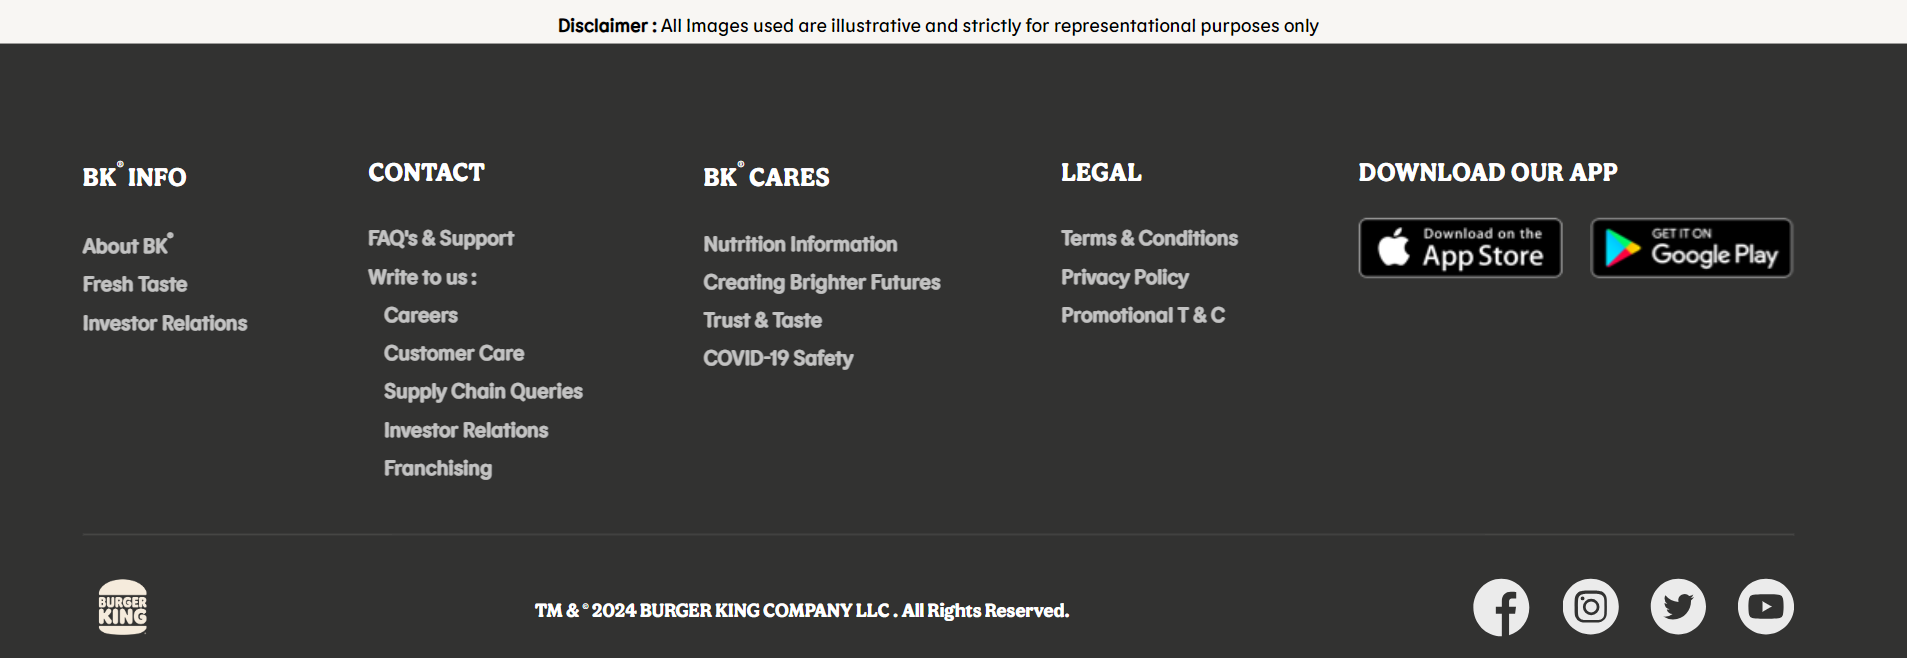 Disclaimer : All Images used are illustrative and strictly for representational purposes only
BK® INFO
About BK®
Fresh Taste
Investor Relations
CONTACT
FAQ's & Support
Write to us :
Careers
Customer Care
Supply Chain Queries
Investor Relations
Franchising
BK® CARES
Nutrition Information
Creating Brighter Futures
Trust & Taste
COVID-19 Safety
LEGAL
Terms & Conditions
Privacy Policy
Promotional T & C
DOWNLOAD OUR APP
Download on the
App Store
GET IT ON
Google Play
BURGER
KING
TM & © 2024 BURGER KING COMPANY LLC . All Rights Reserved.